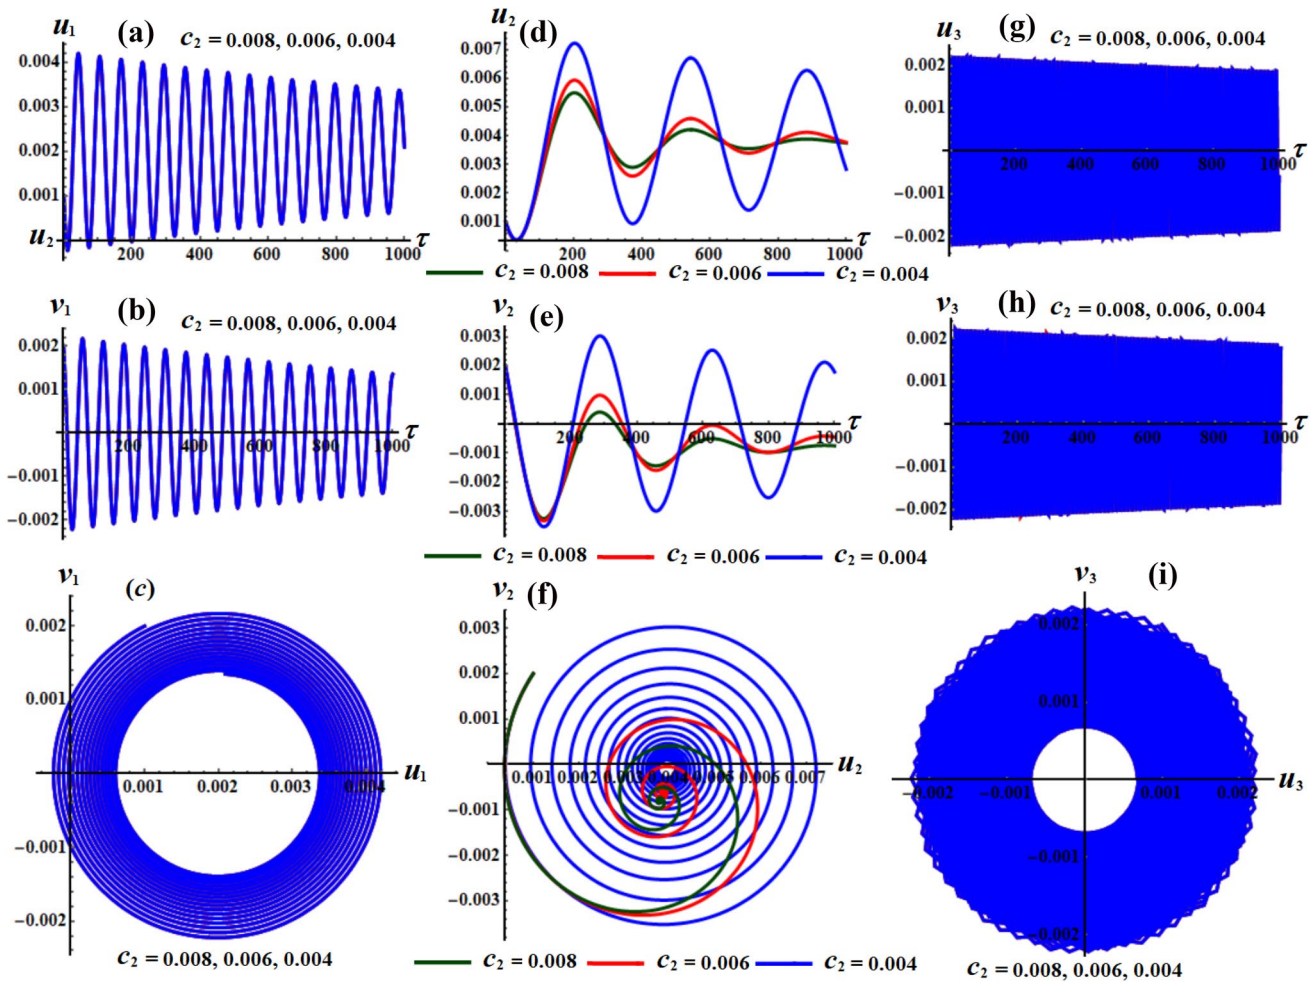 u₁ (a) c₂ = 0.008, 0.006, 0.004
0.004
0.003
0.002
0.001
u₂
200 400 600 800 1000 τ
u₂ (d)
0.007
0.006
0.005
0.004
0.003
0.002
0.001
200 400 600 800 1000 τ
c₂ = 0.008 c₂ = 0.006 c₂ = 0.004
u₃ (g) c₂ = 0.008, 0.006, 0.004
0.002
0.001
200 400 600 800 1000 τ
−0.001
−0.002
v₁ (b) c₂ = 0.008, 0.006, 0.004
0.002
0.001
200 400 600 800 1000 τ
−0.001
−0.002
v₂ (e)
0.003
0.002
0.001
200 400 600 800 1000 τ
−0.001
−0.002
−0.003
c₂ = 0.008 c₂ = 0.006 c₂ = 0.004
v₃ (h) c₂ = 0.008, 0.006, 0.004
0.002
0.001
200 400 600 800 1000 τ
−0.001
−0.002
v₁ (c)
0.002
0.001
0.001 0.002 0.003 0.004 u₁
−0.001
−0.002
c₂ = 0.008, 0.006, 0.004
v₂ (f)
0.003
0.002
0.001
0.001 0.002 0.003 0.004 0.005 0.006 0.007 u₂
−0.001
−0.002
−0.003
c₂ = 0.008 c₂ = 0.006 c₂ = 0.004
v₃ (i)
0.002
0.001
−0.002 −0.001 0.001 0.002 u₃
−0.001
−0.002
c₂ = 0.008, 0.006, 0.004